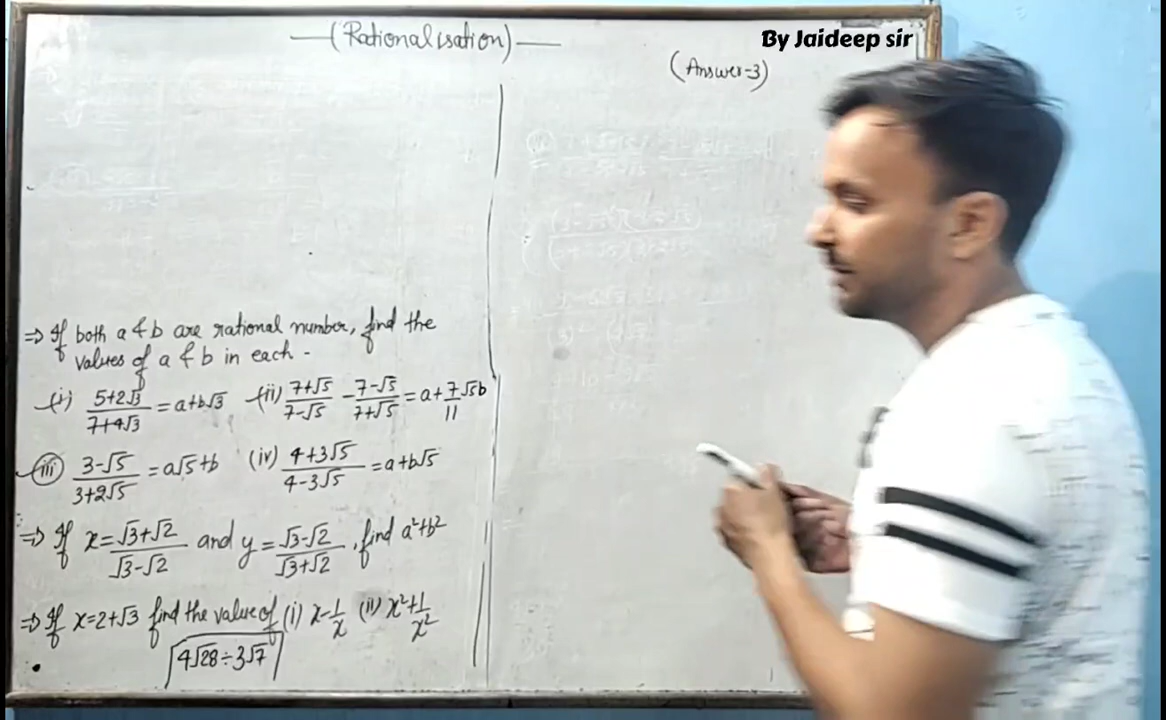 —(Rationalisation)—
By Jaideep sir
(Answer-3)
⇒ If both a & b are rational number, find the
values of a & b in each -
(i) (5+2√3)/(7+4√3) = a+b√3 (ii) (7+√5)/(7-√5) - (7-√5)/(7+√5) = a+7/11 √5b
(iii) (3-√5)/(3+2√5) = a√5+b (iv) (4+3√5)/(4-3√5) = a+b√5
⇒ If x = (√3+√2)/(√3-√2) and y = (√3-√2)/(√3+√2), find a²+b²
⇒ If x=2+√3 find the value of (i) x-1/x (ii) x²+1/x²
4√28÷3√7